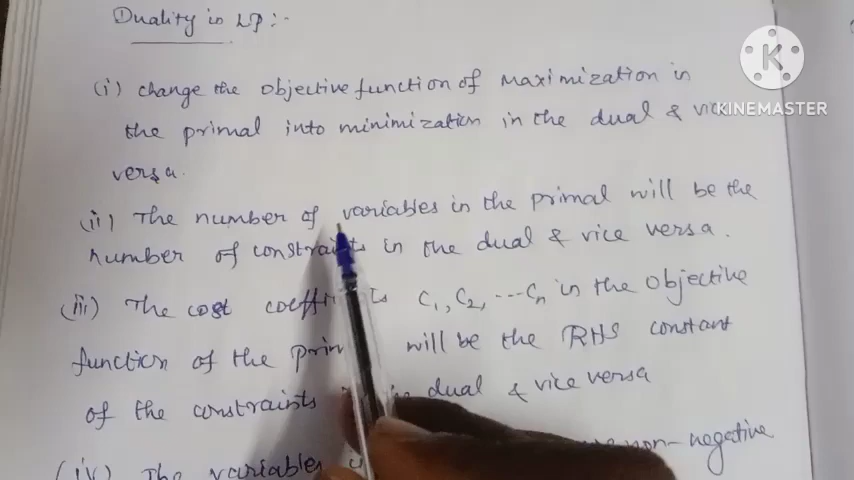 Duality in LP:-
(i) change the objective function of maximization in
the primal into minimization in the dual & vice
versa.
(ii) The number of variables in the primal will be the
number of constraints in the dual & vice versa.
(iii) The cost C1, C2, ---Cn in the objective
function of the will be the RHS constant
of the constraints dual & vice versa
(iv) The variables non-negative
K
KINEMASTER